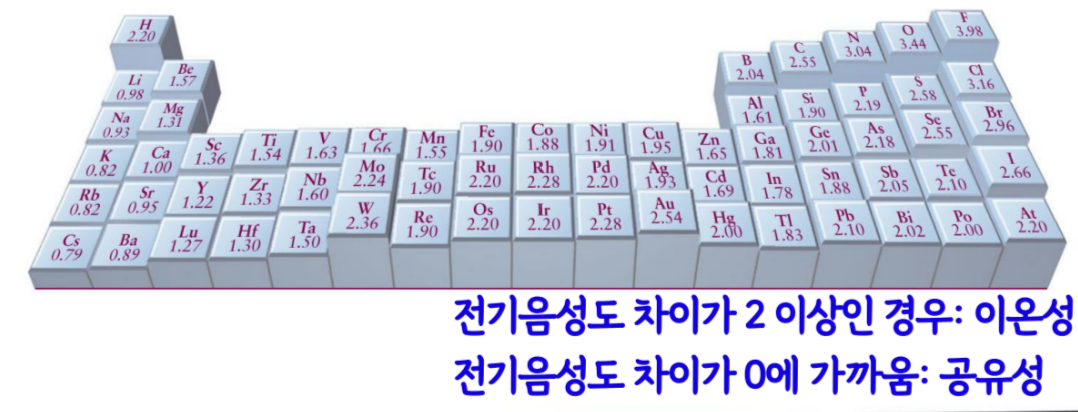 H 2.20 F 3.98
Li 0.98 Be 1.57 B 2.04 C 2.55 N 3.04 O 3.44
Na 0.93 Mg 1.31 Al 1.61 Si 1.90 P 2.19 S 2.58 Cl 3.16
K 0.82 Ca 1.00 Sc 1.36 Ti 1.54 V 1.63 Cr 1.66 Mn 1.55 Fe 1.90 Co 1.88 Ni 1.91 Cu 1.95 Zn 1.65 Ga 1.81 Ge 2.01 As 2.18 Se 2.55 Br 2.96
Rb 0.82 Sr 0.95 Y 1.22 Zr 1.33 Nb 1.60 Mo 2.24 Tc 1.90 Ru 2.20 Rh 2.28 Pd 2.20 Ag 1.93 Cd 1.69 In 1.78 Sn 1.88 Sb 2.05 Te 2.10 I 2.66
Cs 0.79 Ba 0.89 Lu 1.27 Hf 1.30 Ta 1.50 W 2.36 Re 1.90 Os 2.20 Ir 2.20 Pt 2.28 Au 2.54 Hg 2.00 Tl 1.83 Pb 2.10 Bi 2.02 Po 2.00 At 2.20
전기음성도 차이가 2 이상인 경우: 이온성
전기음성도 차이가 0에 가까움: 공유성